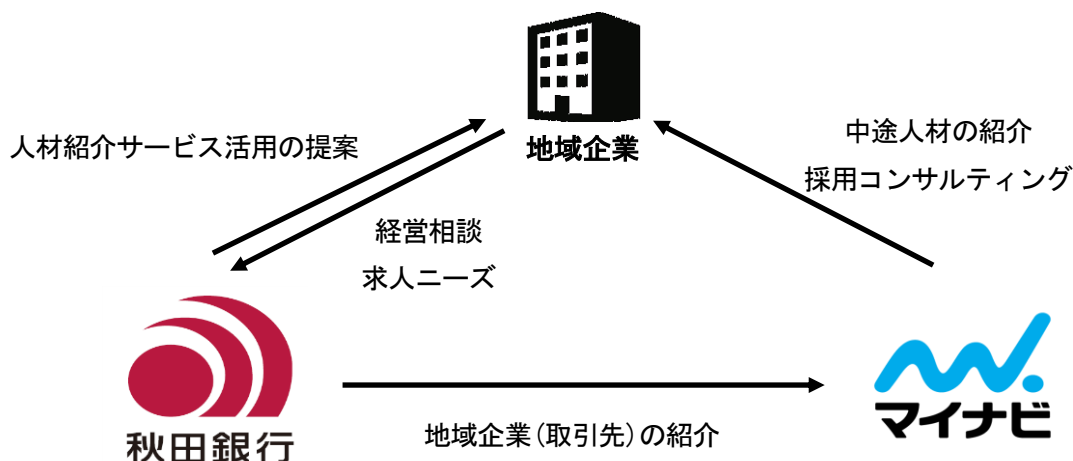 地域企業
人材紹介サービス活用の提案
中途人材の紹介
採用コンサルティング
経営相談
求人ニーズ
秋田銀行
マイナビ
地域企業(取引先)の紹介